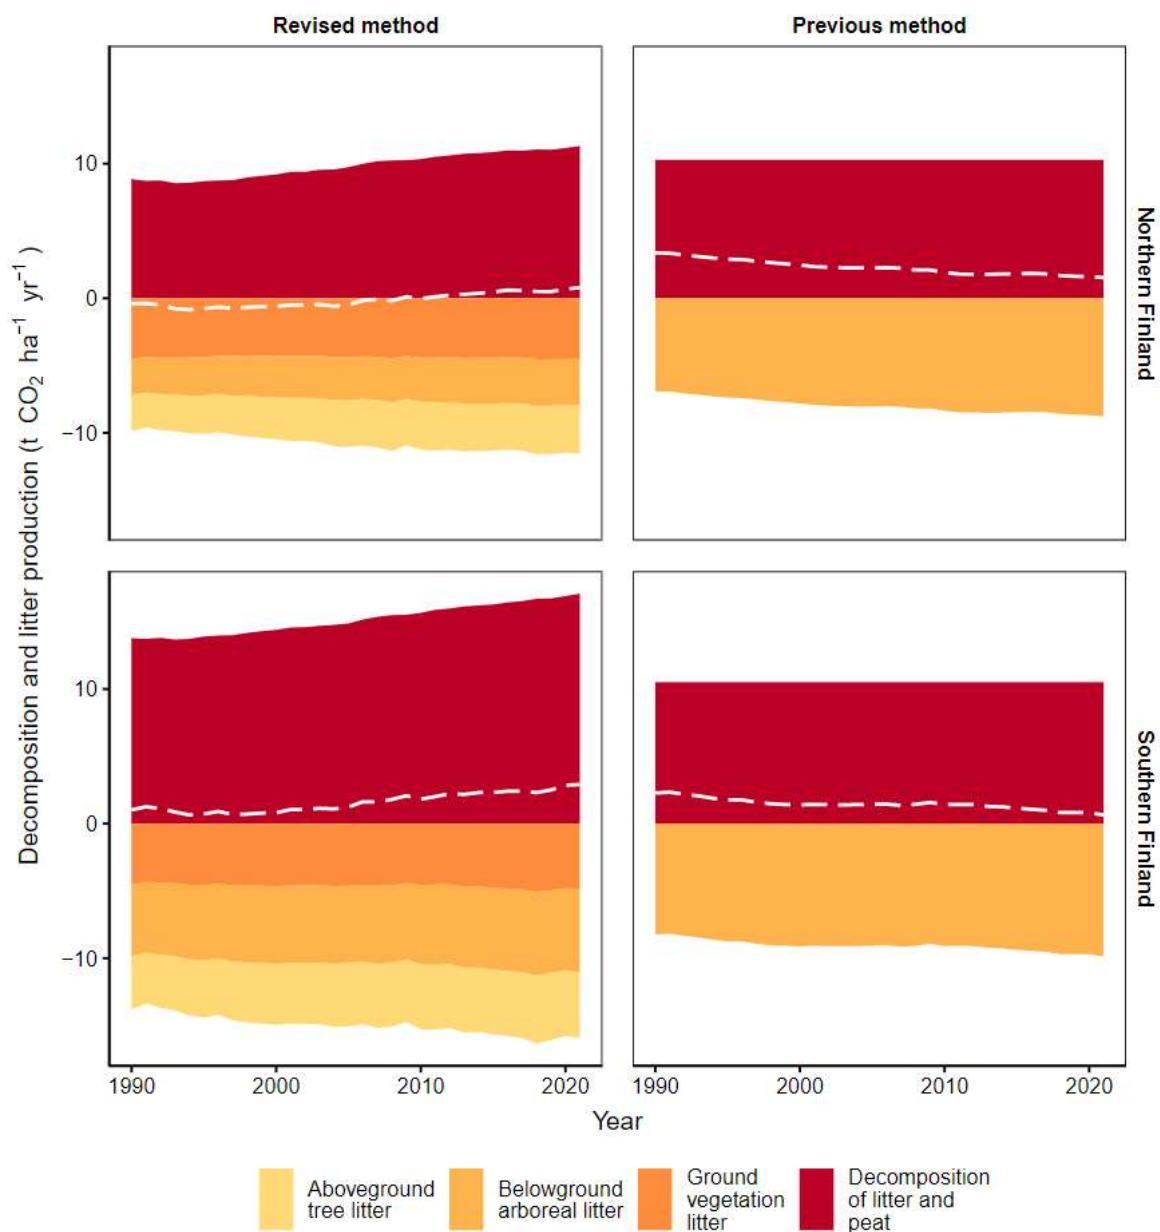 Revised method
Previous method
Decomposition and litter production (t CO₂ ha⁻¹ yr⁻¹ )
10
0
−10
Northern Finland
10
0
−10
Southern Finland
1990
2000
2010
2020
1990
2000
2010
2020
Year
Aboveground
tree litter
Belowground
arboreal litter
Ground
vegetation
litter
Decomposition
of litter and
peat